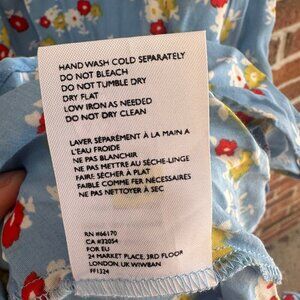 HAND WASH COLD SEPARATELY
DO NOT BLEACH
DO NOT TUMBLE DRY
DRY FLAT
LOW IRON AS NEEDED
DO NOT DRY CLEAN
LAVER SÉPARÉMENT À LA MAIN A
L'EAU FROIDE
NE PAS BLANCHIR
NE PAS METTRE AU SÈCHE-LINGE
FAIRE SÉCHER À PLAT
FAIBLE COMME FER NÉCESSAIRES
NE PAS NETTOYER À SEC
RN #66170
CA #32054
FOR EU
24 MARKET PLACE, 3RD FLOOR
LONDON, UK W1W8AN
FF1324